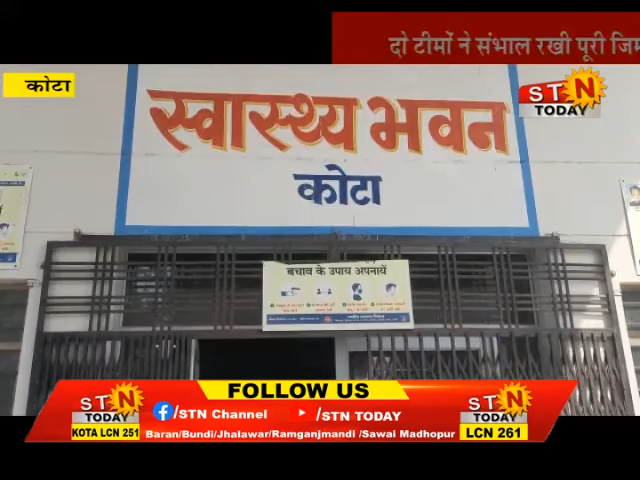 दो टीमों ने संभाल रखी पूरी जिम
कोटा
STN
TODAY
स्वास्थ्य भवन
कोटा
बचाव के उपाय अपनायें
FOLLOW US
STN
TODAY
KOTA LCN 251
/STN Channel
/STN TODAY
Baran/Bundi/Jhalawar/Ramganjmandi /Sawai Madhopur
STN
TODAY
LCN 261